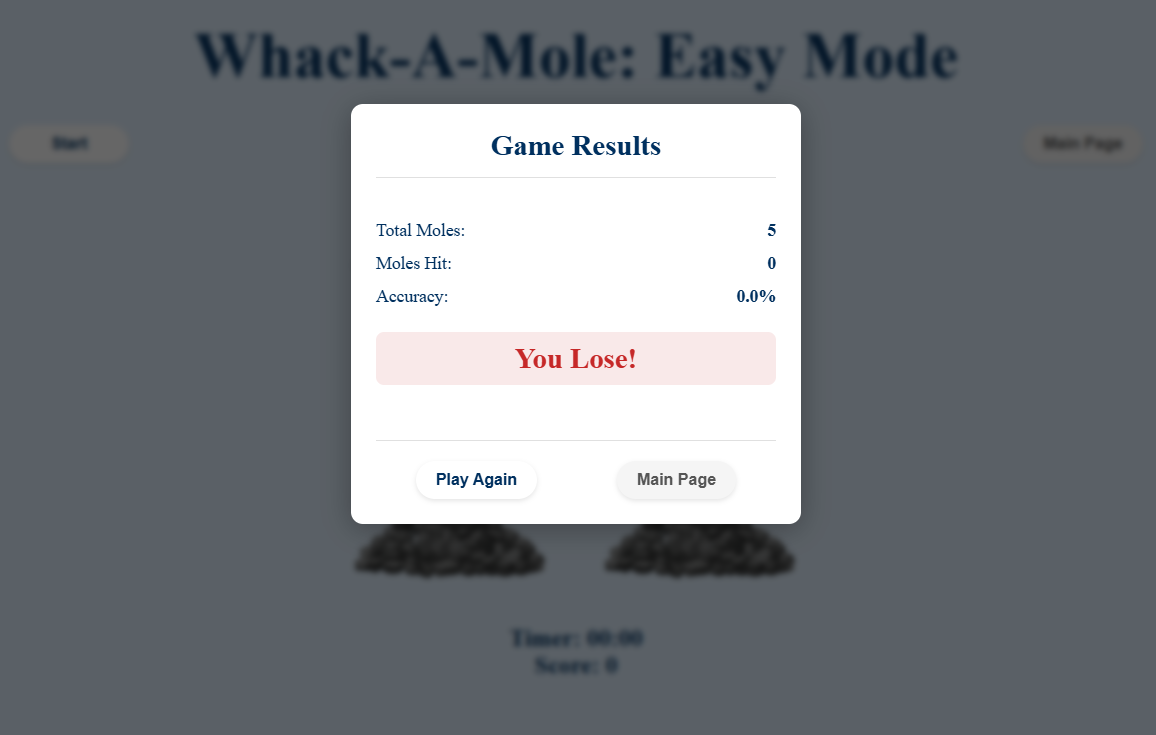 Whack-A-Mole: Easy Mode
Start
Main Page
Game Results
Total Moles: 5
Moles Hit: 0
Accuracy: 0.0%
You Lose!
Play Again
Main Page
Timer: 00:00
Score: 0